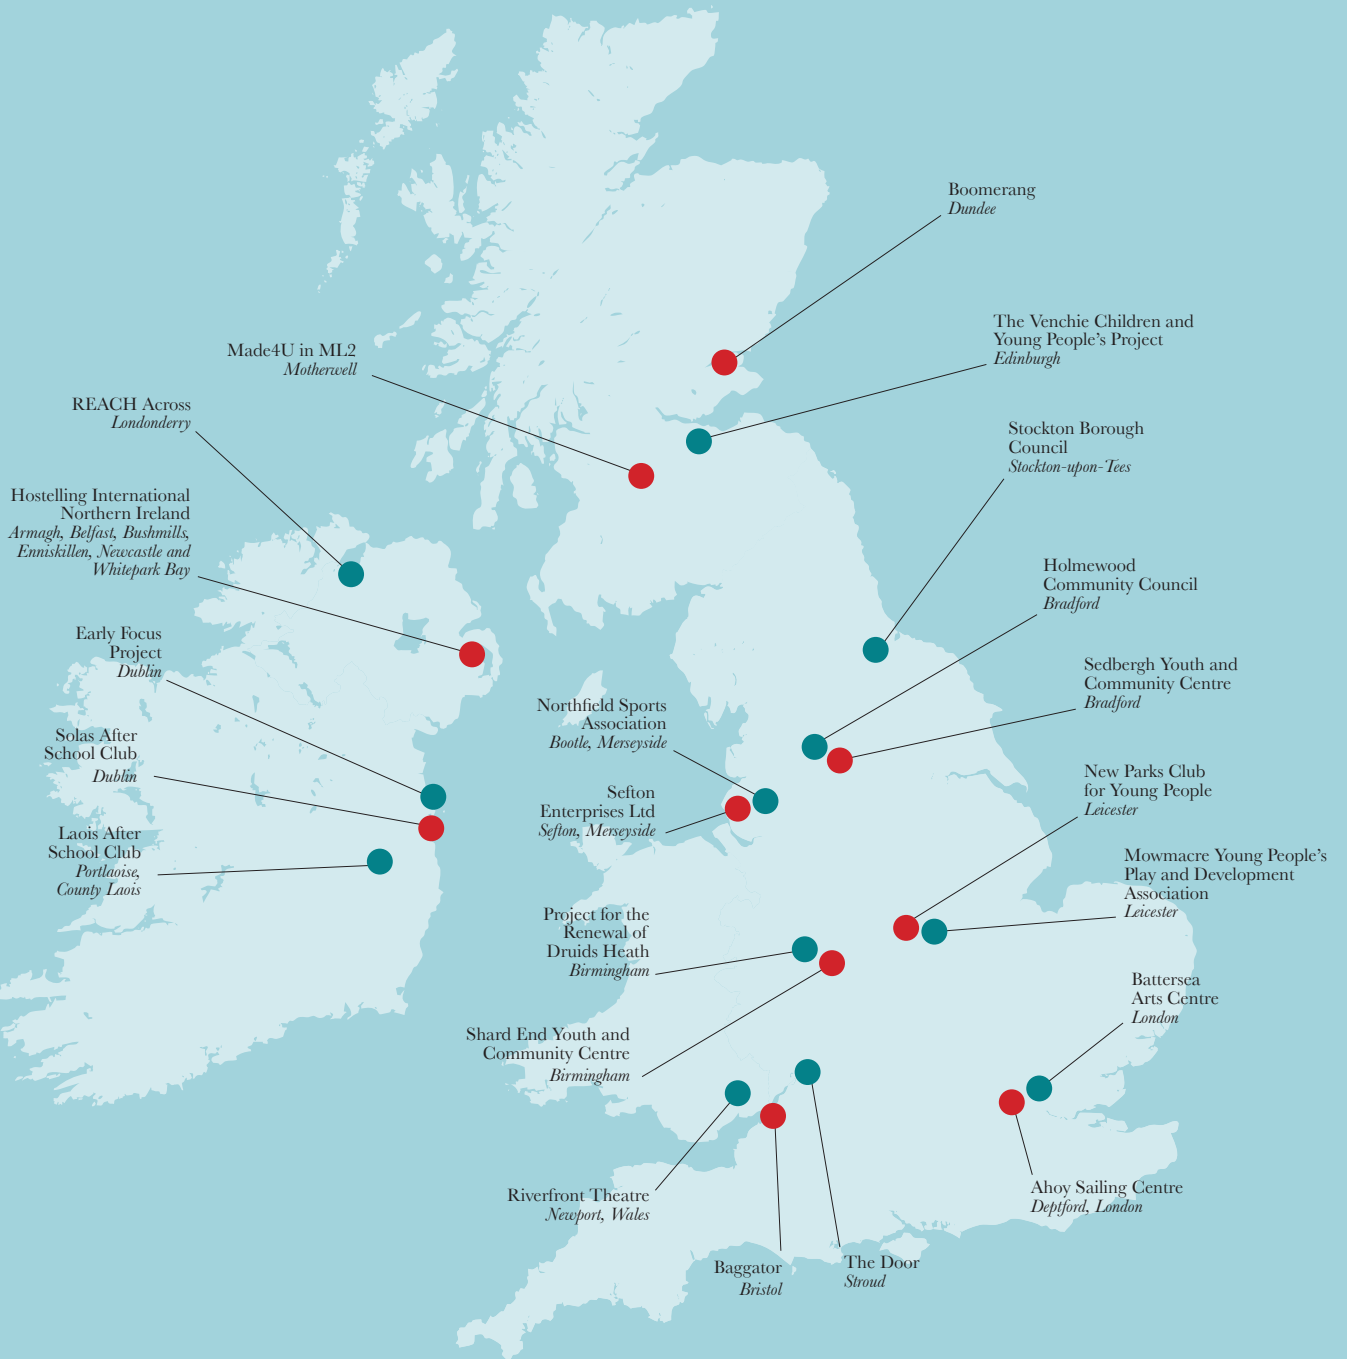 Boomerang
Dundee
The Venchie Children and
Young People’s Project
Edinburgh
Made4U in ML2
Motherwell
REACH Across
Londonderry
Stockton Borough
Council
Stockton-upon-Tees
Hostelling International
Northern Ireland
Armagh, Belfast, Bushmills,
Enniskillen, Newcastle and
Whitepark Bay
Holmewood
Community Council
Bradford
Early Focus
Project
Dublin
Sedbergh Youth and
Community Centre
Bradford
Northfield Sports
Association
Bootle, Merseyside
Solas After
School Club
Dublin
New Parks Club
for Young People
Leicester
Sefton
Enterprises Ltd
Sefton, Merseyside
Laois After
School Club
Portlaoise,
County Laois
Mowmacre Young People’s
Play and Development
Association
Leicester
Project for the
Renewal of
Druids Heath
Birmingham
Battersea
Arts Centre
London
Shard End Youth and
Community Centre
Birmingham
Riverfront Theatre
Newport, Wales
Ahoy Sailing Centre
Deptford, London
Baggator
Bristol
The Door
Stroud